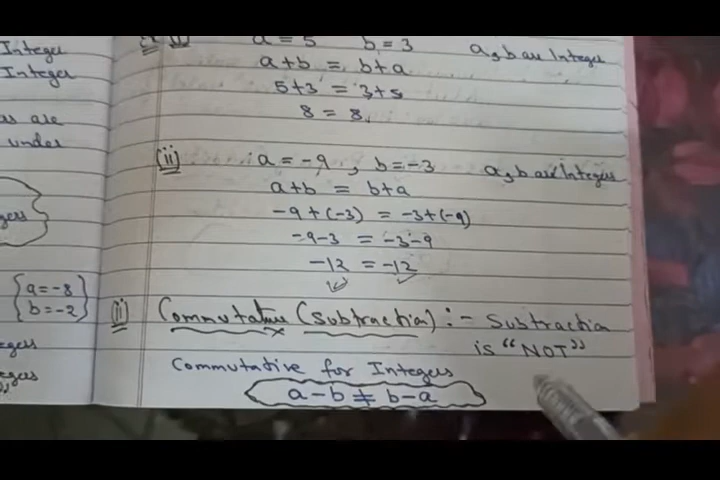 Integer
Integer
are
under
{a=-8
b=-2}
a = 5 b = 3 a, b are Integer
a+b = b+a
5+3 = 3+5
8 = 8
(ii) a = -9 , b = -3 a, b are Integers
a+b = b+a
-9+(-3) = -3+(-9)
-9-3 = -3-9
-12 = -12
(ii) Commutative (Subtraction) :- Subtraction
is "NOT"
Commutative for Integers
a-b ≠ b-a